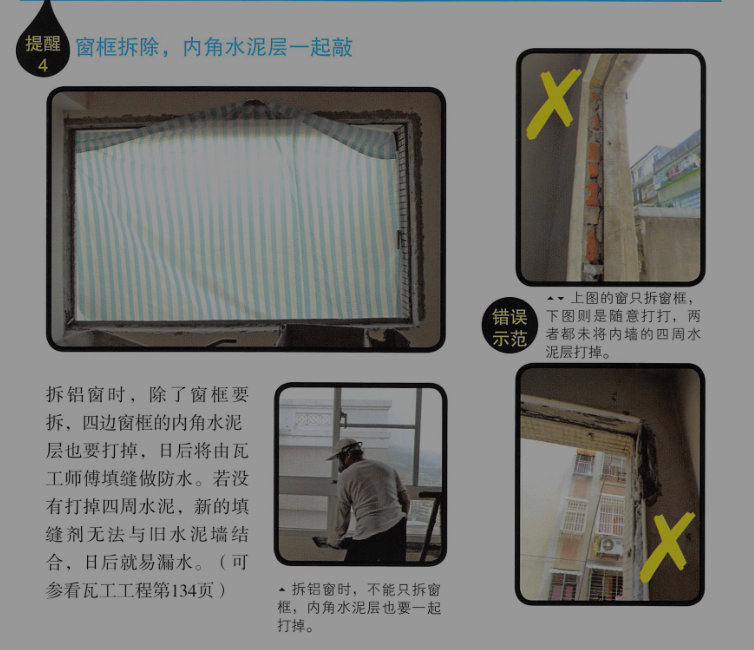 提醒
4
窗框拆除，内角水泥层一起敲
错误
示范
▲▼ 上图的窗只拆窗框，
下图则是随意打打，两
者都未将内墙的四周水
泥层打掉。
拆铝窗时，除了窗框要
拆，四边窗框的内角水泥
层也要打掉，日后将由瓦
工师傅填缝做防水。若没
有打掉四周水泥，新的填
缝剂无法与旧水泥墙结
合，日后就易漏水。（可
参看瓦工工程第134页）
▲ 拆铝窗时，不能只拆窗
框，内角水泥层也要一起
打掉。